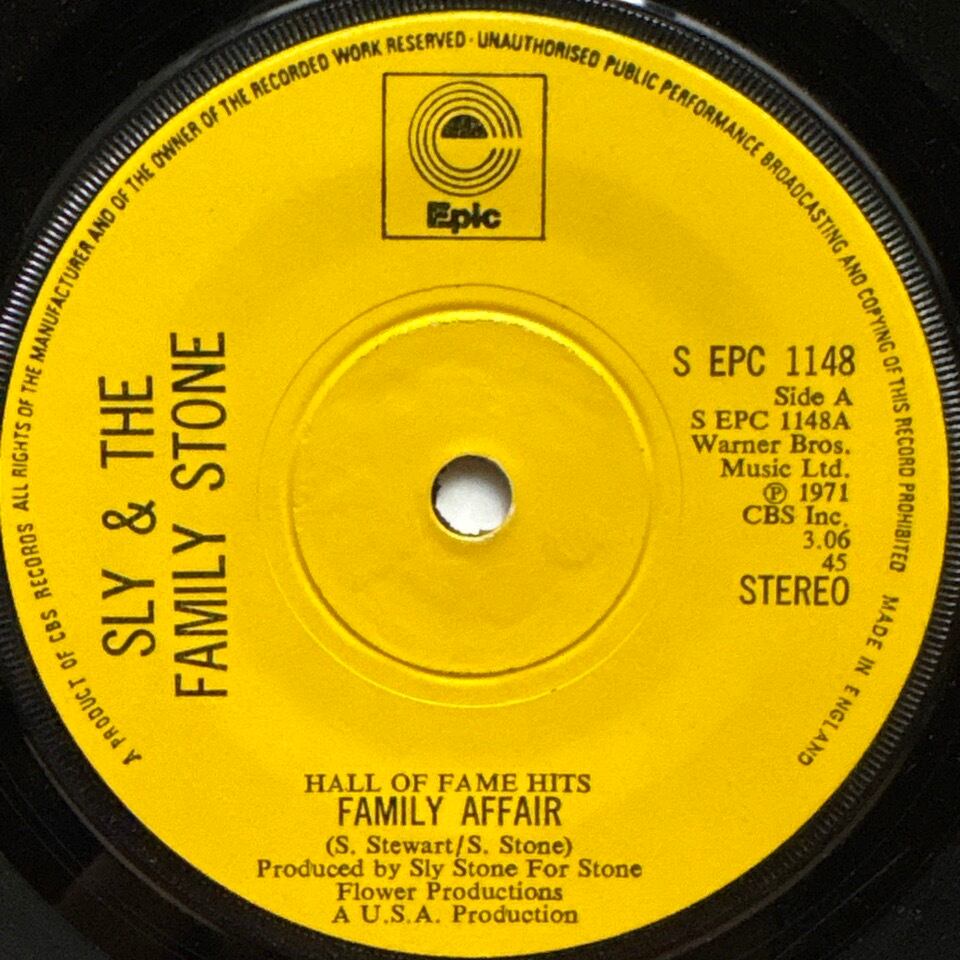 A PRODUCT OF CBS RECORDS ALL RIGHTS OF THE MANUFACTURER AND OF THE OWNER OF THE RECORDED WORK RESERVED · UNAUTHORISED PUBLIC PERFORMANCE BROADCASTING AND COPYING OF THIS RECORD PROHIBITED MADE IN ENGLAND
e
Epic
SLY & THE
FAMILY STONE
S EPC 1148
Side A
S EPC 1148A
Warner Bros.
Music Ltd.
℗ 1971
CBS Inc.
3.06
45
STEREO
HALL OF FAME HITS
FAMILY AFFAIR
(S. Stewart/S. Stone)
Produced by Sly Stone For Stone
Flower Productions
A U.S.A. Production